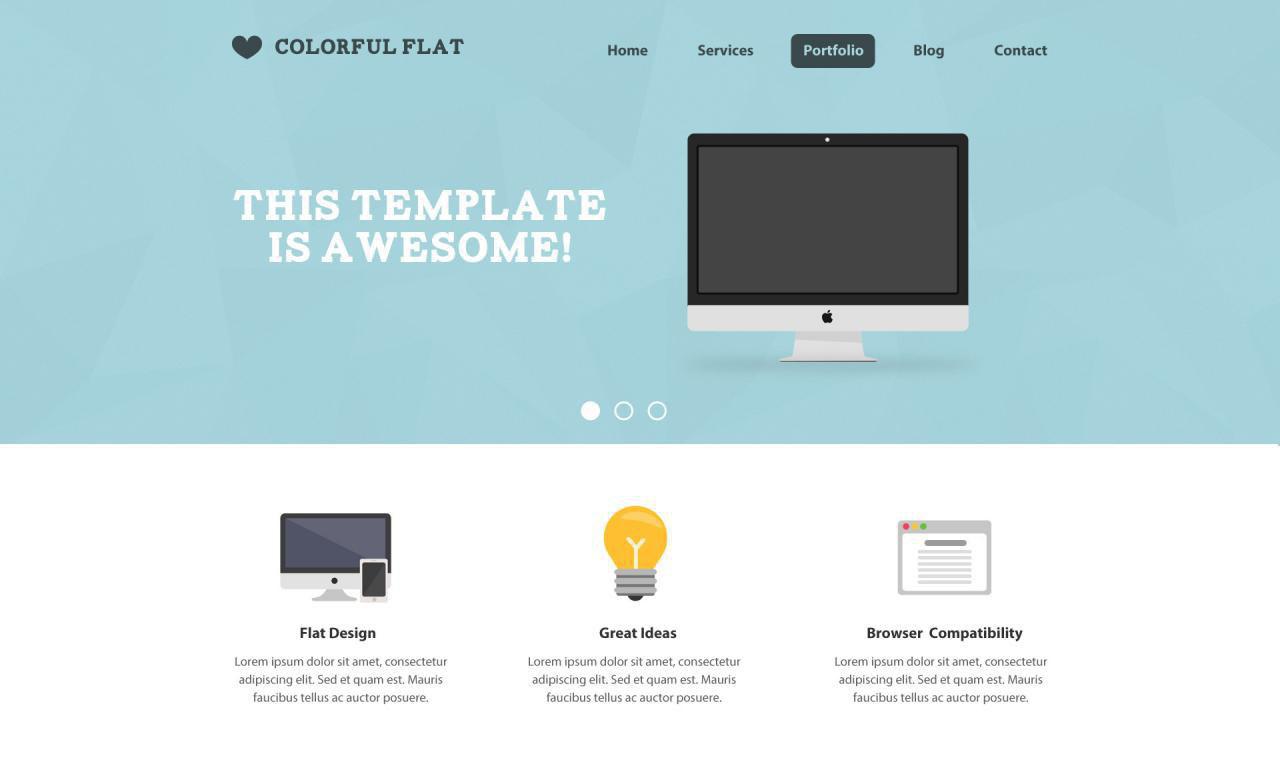 COLORFUL FLAT
Home Services Portfolio Blog Contact
THIS TEMPLATE
IS AWESOME!
Flat Design
Lorem ipsum dolor sit amet, consectetur
adipiscing elit. Sed et quam est. Mauris
faucibus tellus ac auctor posuere.
Great Ideas
Lorem ipsum dolor sit amet, consectetur
adipiscing elit. Sed et quam est. Mauris
faucibus tellus ac auctor posuere.
Browser Compatibility
Lorem ipsum dolor sit amet, consectetur
adipiscing elit. Sed et quam est. Mauris
faucibus tellus ac auctor posuere.